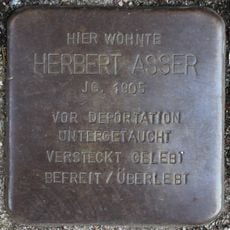 HIER WOHNTE
HERBERT ASSER
JG. 1905
VOR DEPORTATION
UNTERGETAUCHT
VERSTECKT GELEBT
BEFREIT/ÜBERLEBT